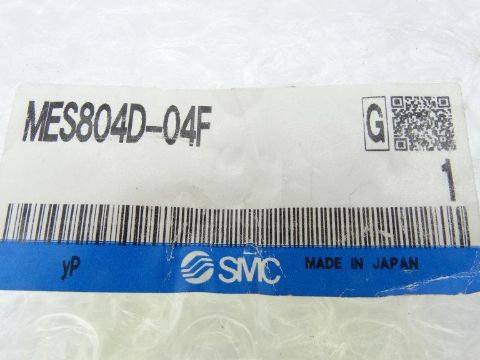 MES804D-04F
G
1
yP SMC MADE IN JAPAN